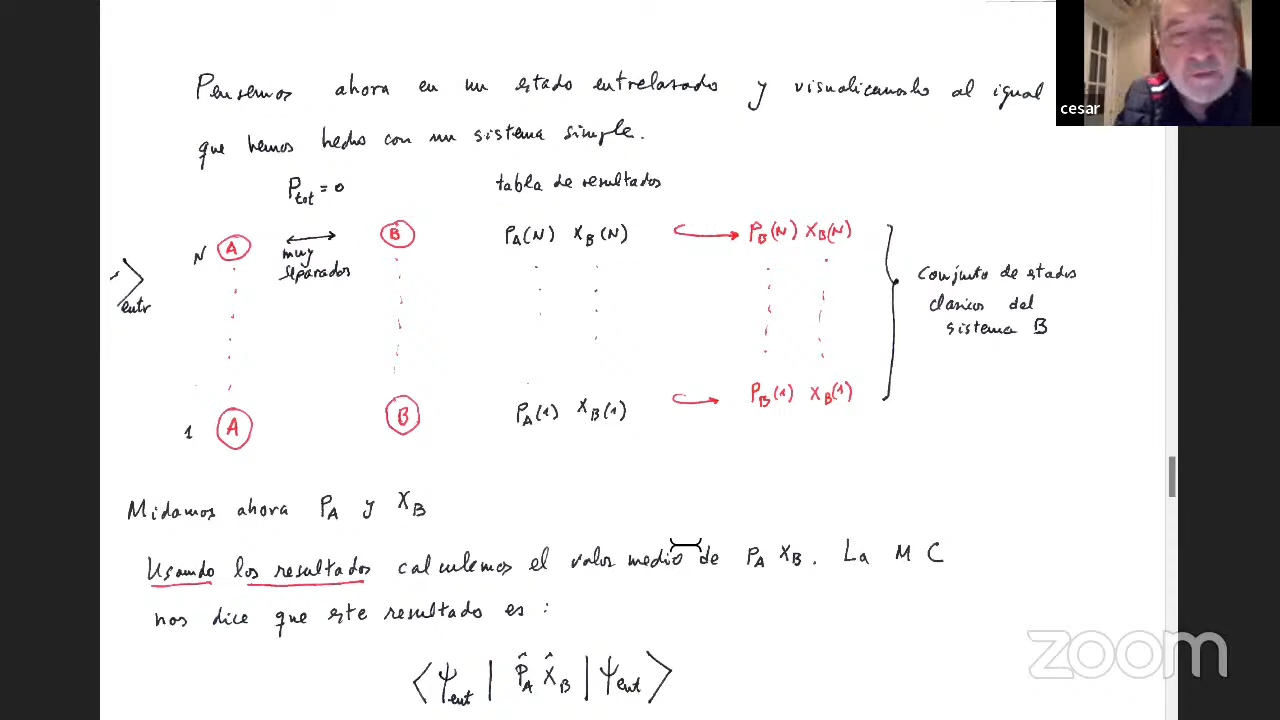 cesar
Pensemos ahora en un estado entrelazado y visualicemoslo al igual
que hemos hecho con un sistema simple.
P_tot = 0
tabla de resultados
N A ↔ B P_A(N) X_B(N) → P_B(N) X_B(N)
muy
separados
⟩entr
Conjunto de estados
clasicos del
sistema B
1 A B P_A(1) X_B(1) → P_B(1) X_B(1)
Midamos ahora P_A y X_B
Usando los resultados calculemos el valor medio de P_A X_B. La M C
nos dice que este resultado es:
⟨ψ_ent | P̂_A X̂_B | ψ_ent⟩
zoom